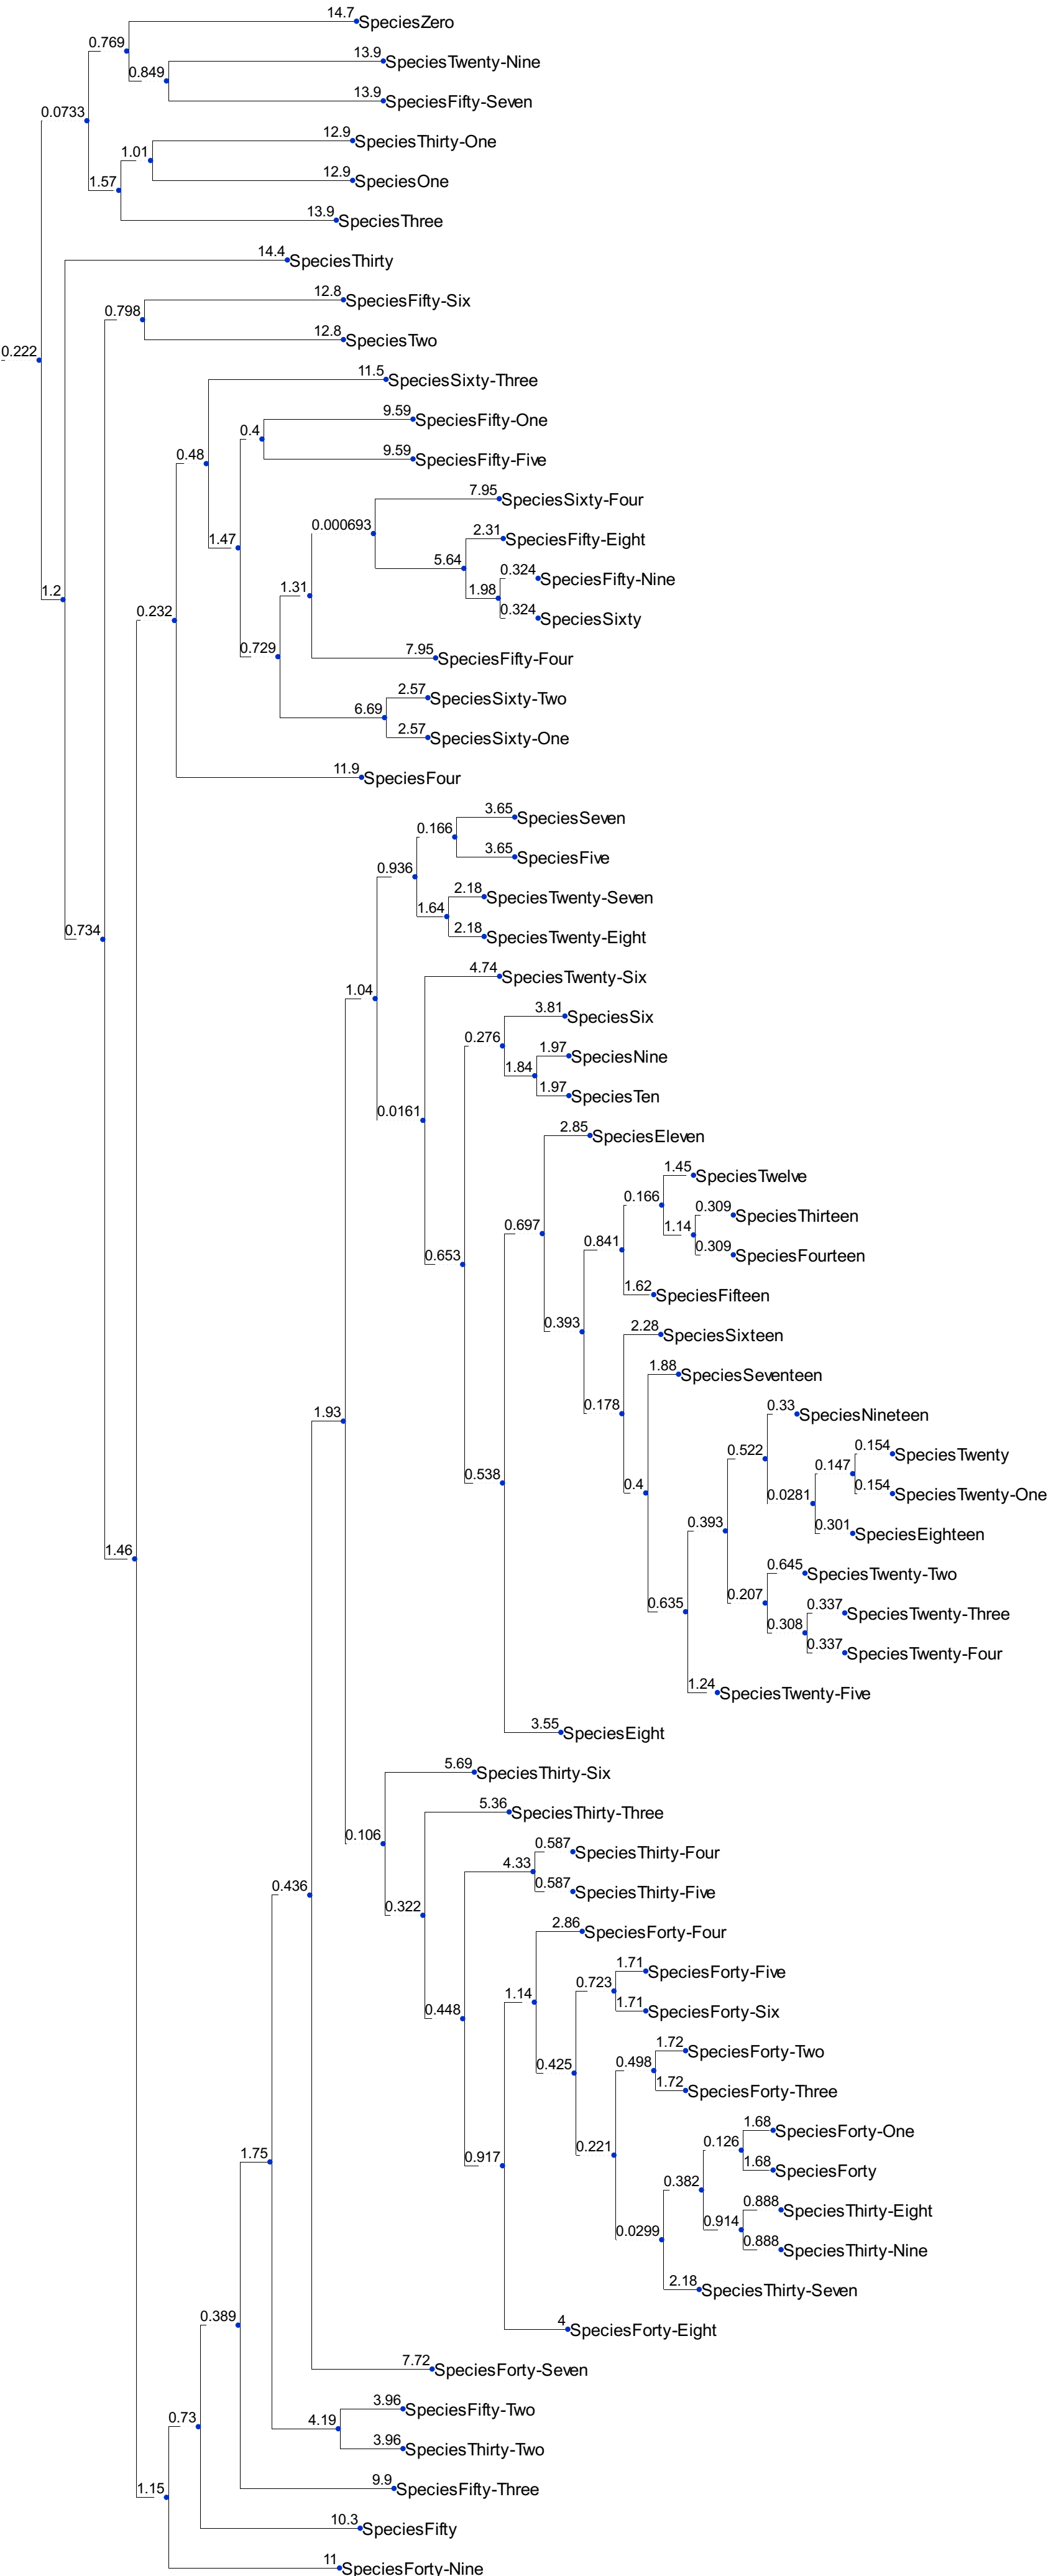 14.7 SpeciesZero
0.769
13.9 SpeciesTwenty-Nine
0.849
13.9 SpeciesFifty-Seven
0.0733
12.9 SpeciesThirty-One
1.01
12.9 SpeciesOne
1.57
13.9 SpeciesThree
14.4 SpeciesThirty
12.8 SpeciesFifty-Six
0.798
12.8 SpeciesTwo
0.222
11.5 SpeciesSixty-Three
9.59 SpeciesFifty-One
0.4
0.48
9.59 SpeciesFifty-Five
7.95 SpeciesSixty-Four
0.000693
2.31 SpeciesFifty-Eight
1.47
5.64
0.324 SpeciesFifty-Nine
1.2
1.31
1.98
0.232
0.324 SpeciesSixty
0.729
7.95 SpeciesFifty-Four
2.57 SpeciesSixty-Two
6.69
2.57 SpeciesSixty-One
11.9 SpeciesFour
3.65 SpeciesSeven
0.166
3.65 SpeciesFive
0.936
2.18 SpeciesTwenty-Seven
1.64
0.734
2.18 SpeciesTwenty-Eight
4.74 SpeciesTwenty-Six
1.04
3.81 SpeciesSix
0.276
1.97 SpeciesNine
1.84
1.97 SpeciesTen
0.0161
2.85 SpeciesEleven
1.45 SpeciesTwelve
0.166
0.309 SpeciesThirteen
0.697
1.14
0.841
0.309 SpeciesFourteen
0.653
1.62 SpeciesFifteen
0.393
2.28 SpeciesSixteen
1.88 SpeciesSeventeen
0.178
0.33 SpeciesNineteen
1.93
0.522
0.154 SpeciesTwenty
0.147
0.538
0.4
0.154 SpeciesTwenty-One
0.0281
0.393
0.301 SpeciesEighteen
1.46
0.645 SpeciesTwenty-Two
0.207
0.635
0.337 SpeciesTwenty-Three
0.308
0.337 SpeciesTwenty-Four
1.24 SpeciesTwenty-Five
3.55 SpeciesEight
5.69 SpeciesThirty-Six
5.36 SpeciesThirty-Three
0.106
0.587 SpeciesThirty-Four
4.33
0.436
0.587 SpeciesThirty-Five
0.322
2.86 SpeciesForty-Four
1.71 SpeciesForty-Five
0.723
1.14
1.71 SpeciesForty-Six
0.448
1.72 SpeciesForty-Two
0.425
0.498
1.72 SpeciesForty-Three
1.68 SpeciesForty-One
0.126
0.221
1.75
0.917
1.68 SpeciesForty
0.382
0.888 SpeciesThirty-Eight
0.914
0.0299
0.888 SpeciesThirty-Nine
2.18 SpeciesThirty-Seven
0.389
4 SpeciesForty-Eight
7.72 SpeciesForty-Seven
3.96 SpeciesFifty-Two
0.73
4.19
3.96 SpeciesThirty-Two
9.9 SpeciesFifty-Three
1.15
10.3 SpeciesFifty
11 SpeciesForty-Nine